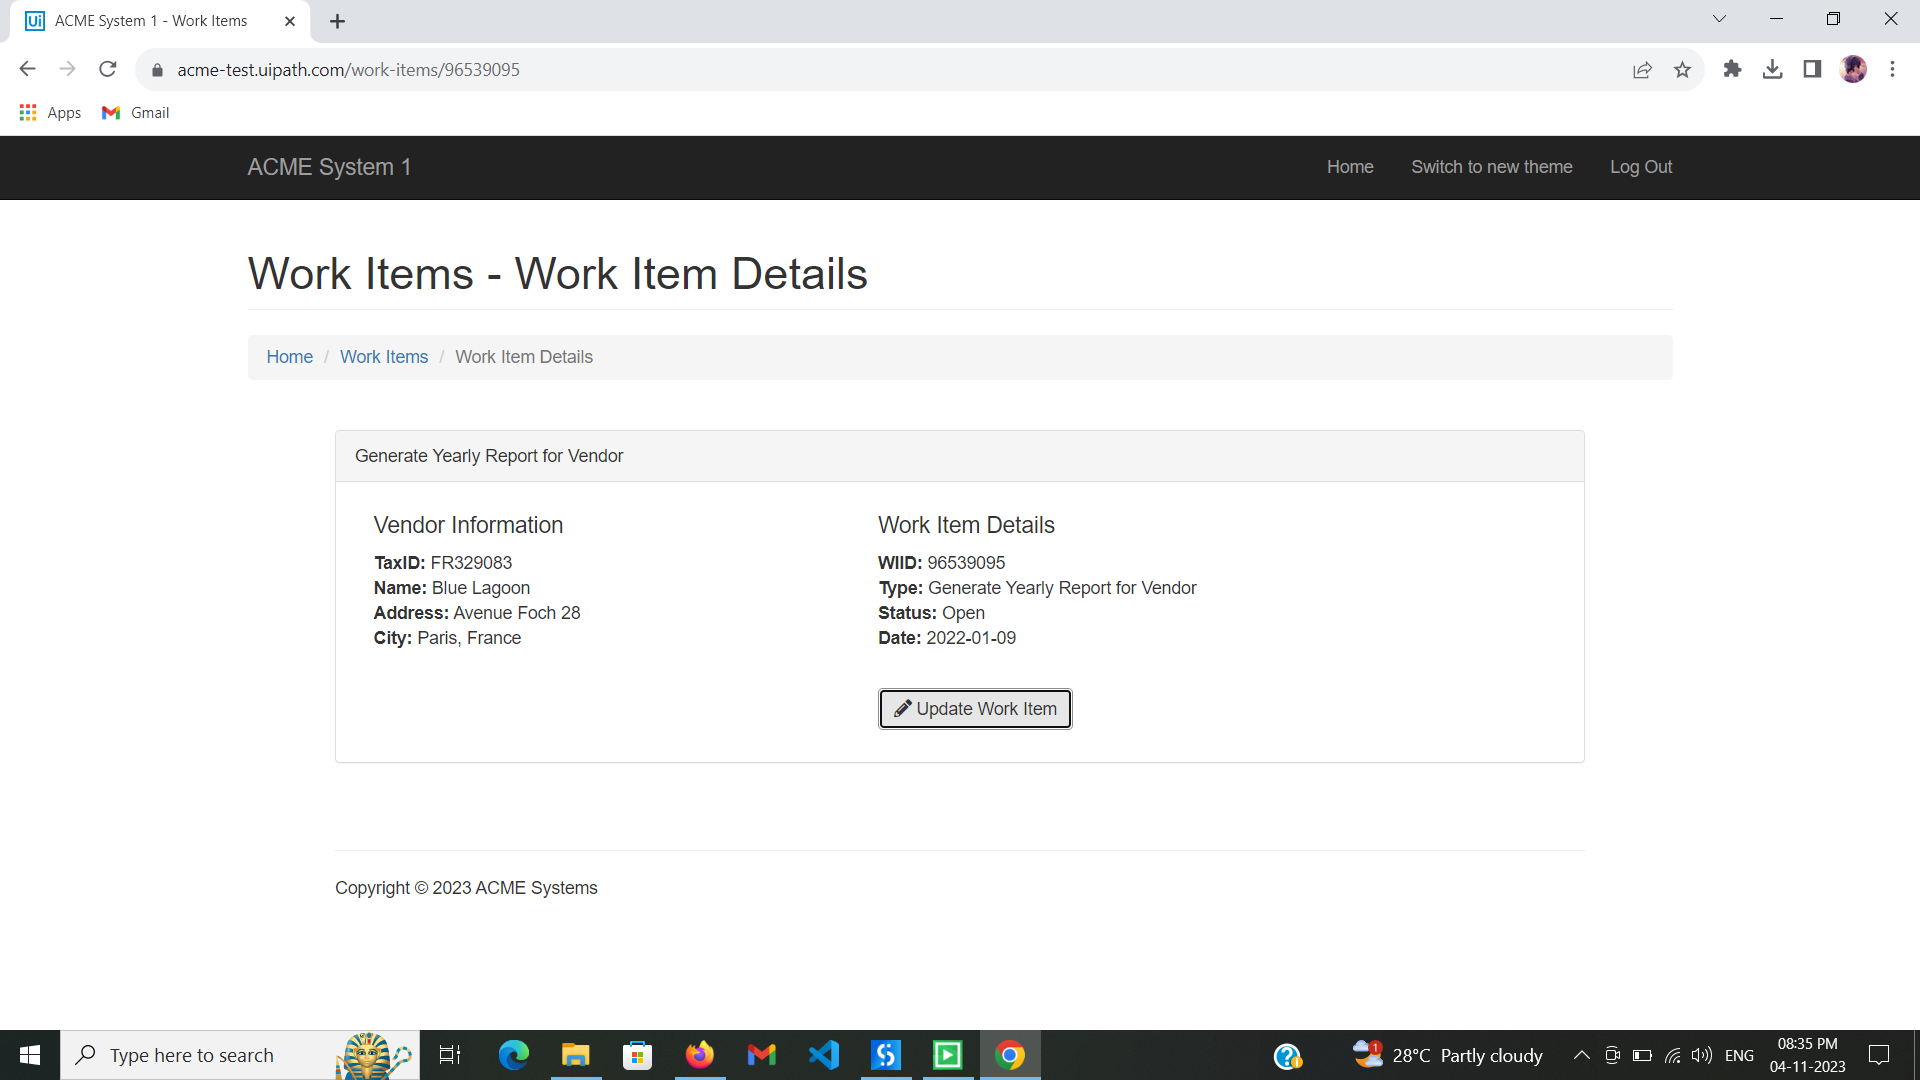 ACME System 1 - Work Items
acme-test.uipath.com/work-items/96539095
Apps
Gmail
ACME System 1
Home
Switch to new theme
Log Out
Work Items - Work Item Details
Home / Work Items / Work Item Details
Generate Yearly Report for Vendor
Vendor Information
TaxID: FR329083
Name: Blue Lagoon
Address: Avenue Foch 28
City: Paris, France
Work Item Details
WIID: 96539095
Type: Generate Yearly Report for Vendor
Status: Open
Date: 2022-01-09
Update Work Item
Copyright © 2023 ACME Systems
Type here to search
1
28°C Partly cloudy
ENG
08:35 PM
04-11-2023